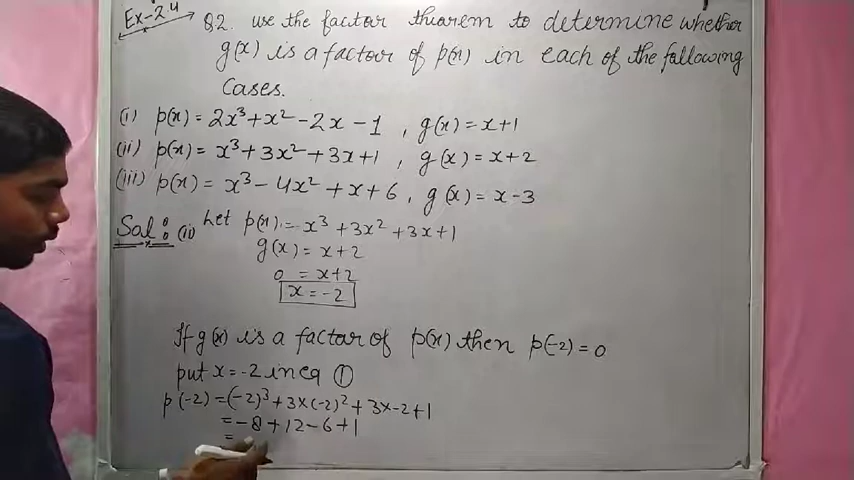 Ex-2.4
Q2. use the factor theorem to determine whether
g(x) is a factor of p(x) in each of the following
Cases.
(i) p(x) = 2x³+x²-2x-1, g(x)=x+1
(ii) p(x) = x³+3x²+3x+1, g(x)=x+2
(iii) p(x) = x³-4x²+x+6, g(x)=x-3
Sol: (ii) Let p(x) = x³+3x²+3x+1
g(x) = x+2
0 = x+2
x=-2
If g(x) is a factor of p(x) then p(-2)=0
put x=-2 in eq ①
p(-2) = (-2)³+3×(-2)²+3×-2+1
= -8+12-6+1
=